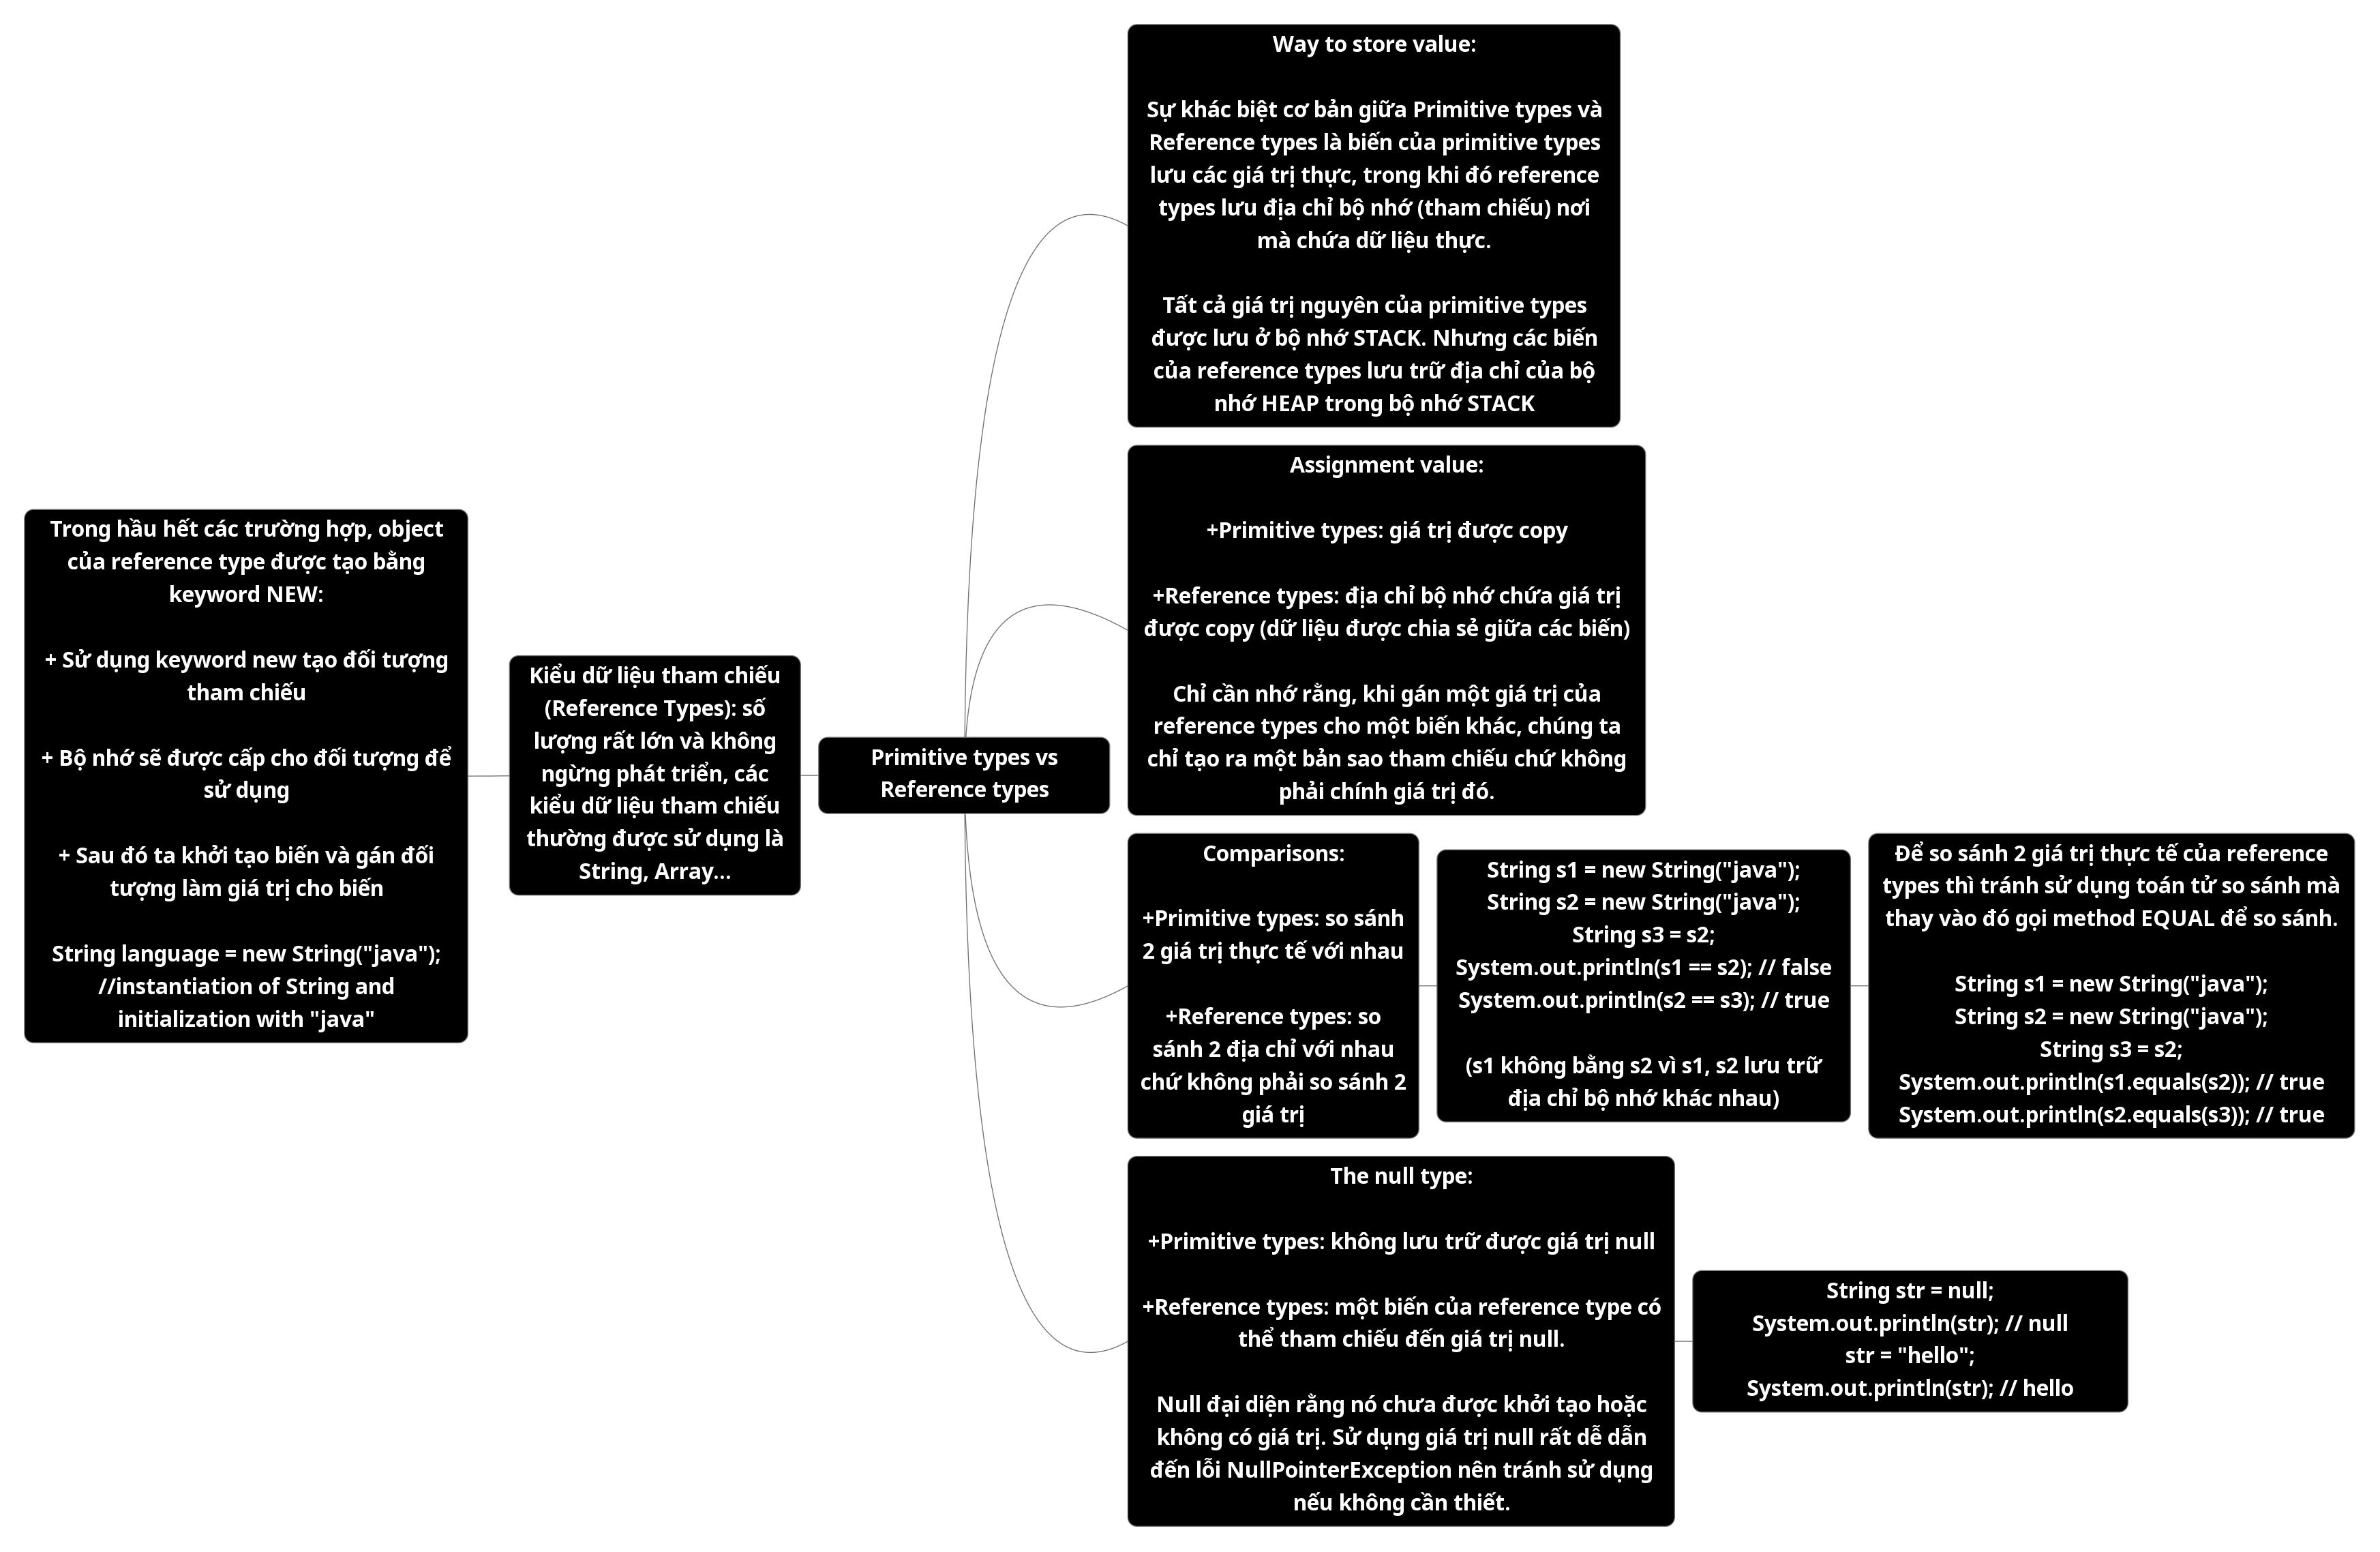 Trong hầu hết các trường hợp, object
của reference type được tạo bằng
keyword NEW:
+ Sử dụng keyword new tạo đối tượng
tham chiếu
+ Bộ nhớ sẽ được cấp cho đối tượng để
sử dụng
+ Sau đó ta khởi tạo biến và gán đối
tượng làm giá trị cho biến
String language = new String("java");
//instantiation of String and
initialization with "java"
Kiểu dữ liệu tham chiếu
(Reference Types): số
lượng rất lớn và không
ngừng phát triển, các
kiểu dữ liệu tham chiếu
thường được sử dụng là
String, Array...
Primitive types vs
Reference types
Way to store value:
Sự khác biệt cơ bản giữa Primitive types và
Reference types là biến của primitive types
lưu các giá trị thực, trong khi đó reference
types lưu địa chỉ bộ nhớ (tham chiếu) nơi
mà chứa dữ liệu thực.
Tất cả giá trị nguyên của primitive types
được lưu ở bộ nhớ STACK. Nhưng các biến
của reference types lưu trữ địa chỉ của bộ
nhớ HEAP trong bộ nhớ STACK
Assignment value:
+Primitive types: giá trị được copy
+Reference types: địa chỉ bộ nhớ chứa giá trị
được copy (dữ liệu được chia sẻ giữa các biến)
Chỉ cần nhớ rằng, khi gán một giá trị của
reference types cho một biến khác, chúng ta
chỉ tạo ra một bản sao tham chiếu chứ không
phải chính giá trị đó.
Comparisons:
+Primitive types: so sánh
2 giá trị thực tế với nhau
+Reference types: so
sánh 2 địa chỉ với nhau
chứ không phải so sánh 2
giá trị
String s1 = new String("java");
String s2 = new String("java");
String s3 = s2;
System.out.println(s1 == s2); // false
System.out.println(s2 == s3); // true
(s1 không bằng s2 vì s1, s2 lưu trữ
địa chỉ bộ nhớ khác nhau)
Để so sánh 2 giá trị thực tế của reference
types thì tránh sử dụng toán tử so sánh mà
thay vào đó gọi method EQUAL để so sánh.
String s1 = new String("java");
String s2 = new String("java");
String s3 = s2;
System.out.println(s1.equals(s2)); // true
System.out.println(s2.equals(s3)); // true
The null type:
+Primitive types: không lưu trữ được giá trị null
+Reference types: một biến của reference type có
thể tham chiếu đến giá trị null.
Null đại diện rằng nó chưa được khởi tạo hoặc
không có giá trị. Sử dụng giá trị null rất dễ dẫn
đến lỗi NullPointerException nên tránh sử dụng
nếu không cần thiết.
String str = null;
System.out.println(str); // null
str = "hello";
System.out.println(str); // hello